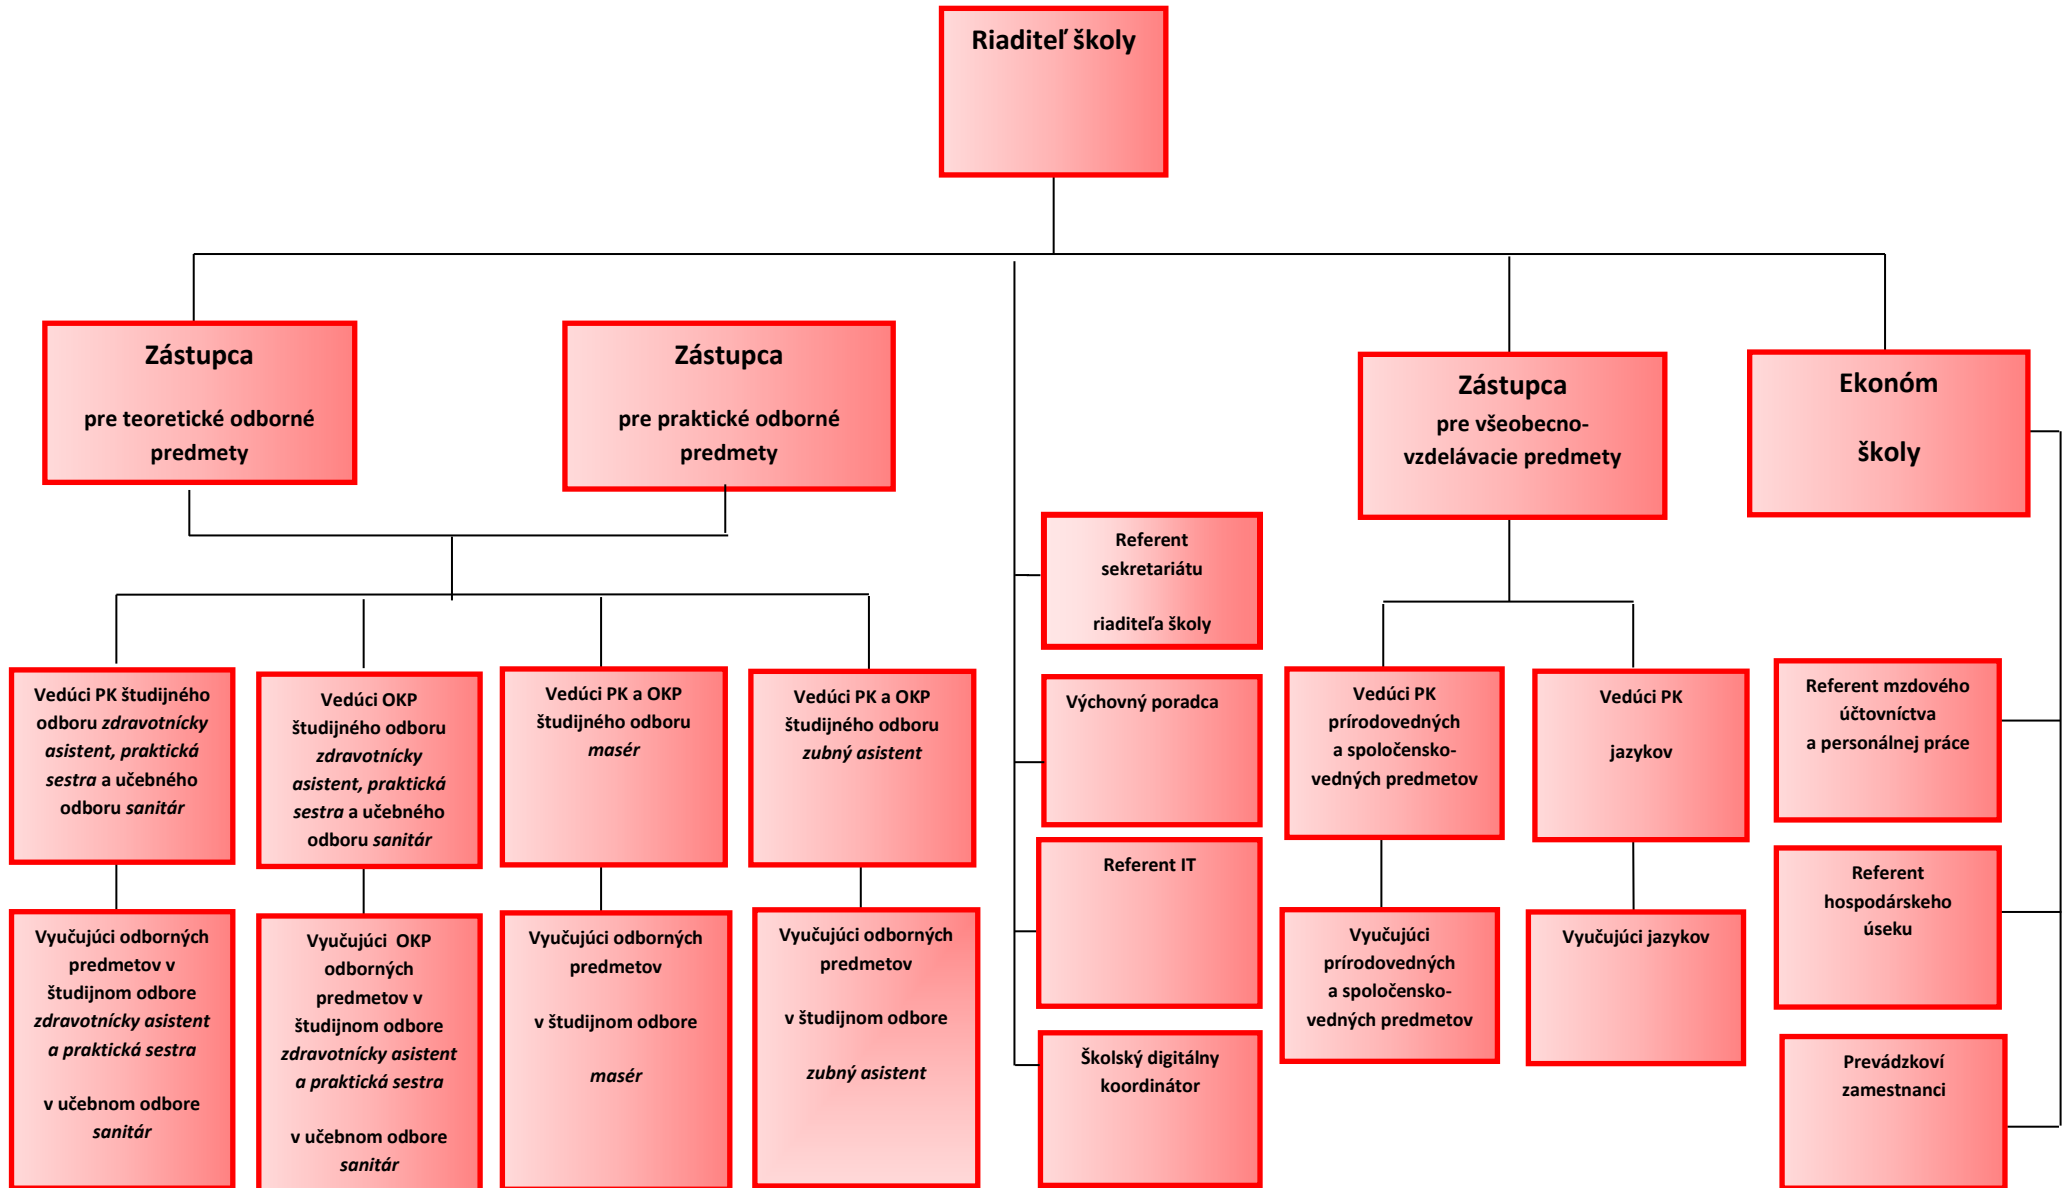 Riaditeľ školy
Zástupca
pre teoretické odborné
predmety
Zástupca
pre praktické odborné
predmety
Zástupca
pre všeobecno-
vzdelávacie predmety
Ekonóm
školy
Referent
sekretariátu
riaditeľa školy
Výchovný poradca
Referent IT
Školský digitálny
koordinátor
Vedúci PK študijného
odboru zdravotnícky
asistent, praktická
sestra a učebného
odboru sanitár
Vedúci OKP
študijného odboru
zdravotnícky
asistent, praktická
sestra a učebného
odboru sanitár
Vedúci PK a OKP
študijného odboru
masér
Vedúci PK a OKP
študijného odboru
zubný asistent
Vedúci PK
prírodovedných
a spoločensko-
vedných predmetov
Vedúci PK
jazykov
Referent mzdového
účtovníctva
a personálnej práce
Referent
hospodárskeho
úseku
Prevádzkoví
zamestnanci
Vyučujúci odborných
predmetov v
študijnom odbore
zdravotnícky asistent
a praktická sestra
v učebnom odbore
sanitár
Vyučujúci  OKP
odborných
predmetov v
študijnom odbore
zdravotnícky asistent
a praktická sestra
v učebnom odbore
sanitár
Vyučujúci odborných
predmetov
v študijnom odbore
masér
Vyučujúci odborných
predmetov
v študijnom odbore
zubný asistent
Vyučujúci
prírodovedných
a spoločensko-
vedných predmetov
Vyučujúci jazykov